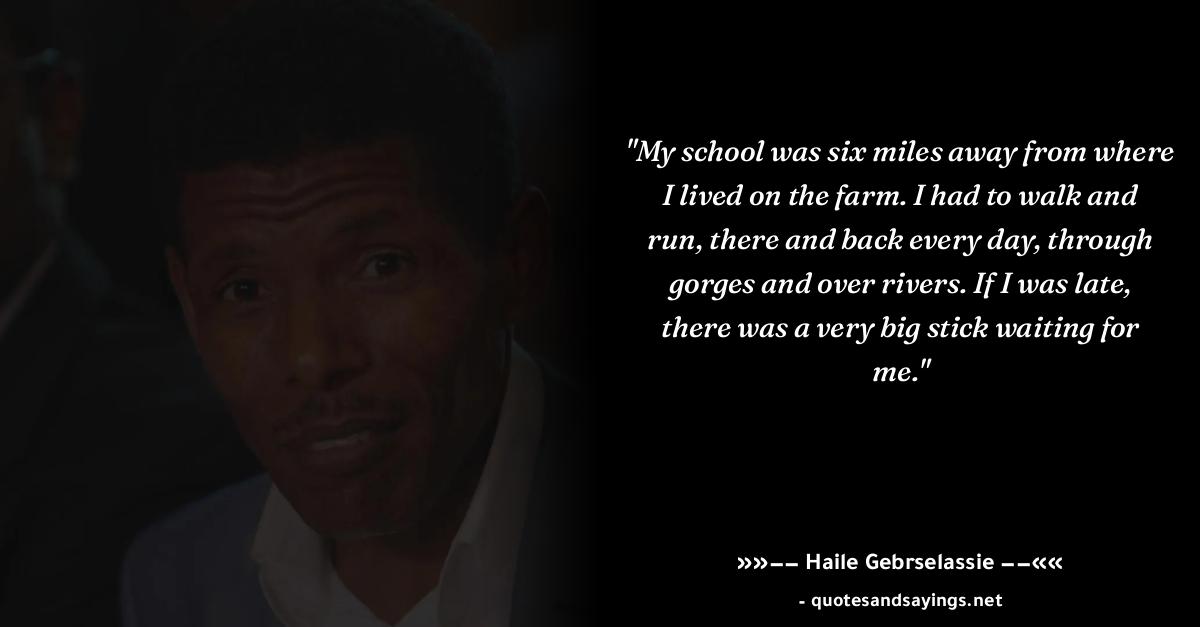 "My school was six miles away from where
I lived on the farm. I had to walk and
run, there and back every day, through
gorges and over rivers. If I was late,
there was a very big stick waiting for
me."
»»−− Haile Gebrselassie −−««
- quotesandsayings.net